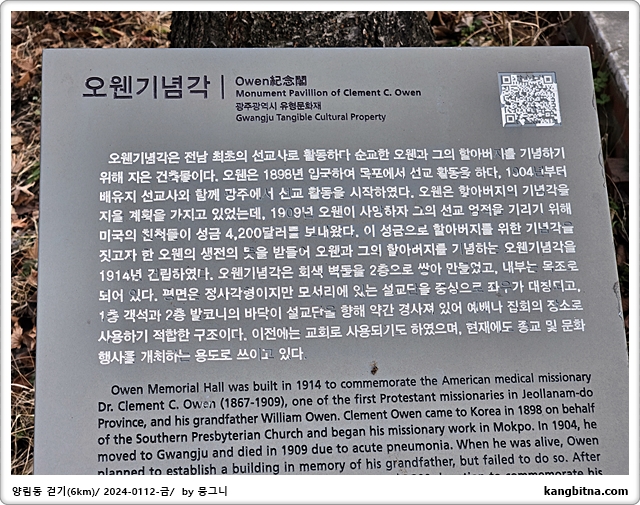 오웬기념각
Owen紀念閣
Monument Pavillion of Clement C. Owen
광주광역시 유형문화재
Gwangju Tangible Cultural Property
오웬기념각은 전남 최초의 선교사로 활동하다 순교한 오웬과 그의 할아버지를 기념하기
위해 지은 건축물이다. 오웬은 1898년 입국하여 목포에서 선교 활동을 하다, 1904년부터
배유지 선교사와 함께 광주에서 선교 활동을 시작하였다. 오웬은 할아버지의 기념각을
지을 계획을 가지고 있었는데, 1909년 오웬이 사망하자 그의 선교 업적을 기리기 위해
미국의 친척들이 성금 4,200달러를 보내왔다. 이 성금으로 할아버지를 위한 기념각을
짓고자 한 오웬의 생전의 뜻을 받들어 오웬과 그의 할아버지를 기념하는 오웬기념각을
1914년 건립하였다. 오웬기념각은 회색 벽돌을 2층으로 쌓아 만들었고, 내부는 목조로
되어 있다. 평면은 정사각형이지만 모서리에 있는 설교단을 중심으로 좌우가 대칭되고,
1층 객석과 2층 발코니의 바닥이 설교단을 향해 약간 경사져 있어 예배나 집회의 장소로
사용하기 적합한 구조이다. 이전에는 교회로 사용되기도 하였으며, 현재에도 종교 및 문화
행사를 개최하는 용도로 쓰이고 있다.
Owen Memorial Hall was built in 1914 to commemorate the American medical missionary
Dr. Clement C. Owen (1867-1909), one of the first Protestant missionaries in Jeollanam-do
Province, and his grandfather William Owen. Clement Owen came to Korea in 1898 on behalf
of the Southern Presbyterian Church and began his missionary work in Mokpo. In 1904, he
moved to Gwangju and died in 1909 due to acute pneumonia. When he was alive, Owen
planned to establish a building in memory of his grandfather, but failed to do so. After
commemorate his
양림동 걷기(6km)/ 2024-0112-금/ by 몽그니
kangbitna.com